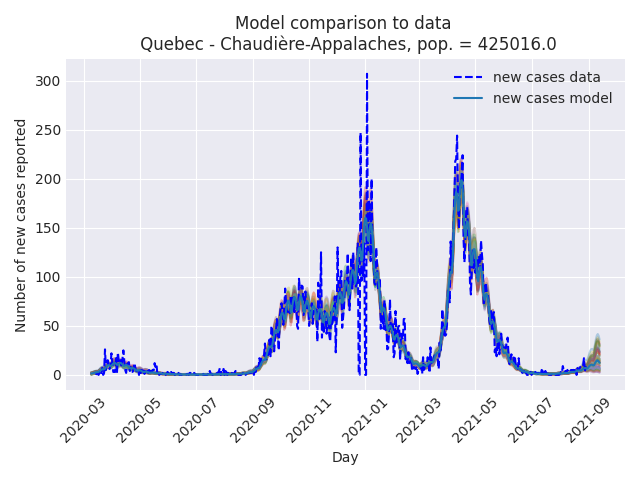 Model comparison to data
Quebec - Chaudière-Appalaches, pop. = 425016.0
new cases data
new cases model
Number of new cases reported
300
250
200
150
100
50
0
2020-03
2020-05
2020-07
2020-09
2020-11
2021-01
2021-03
2021-05
2021-07
2021-09
Day